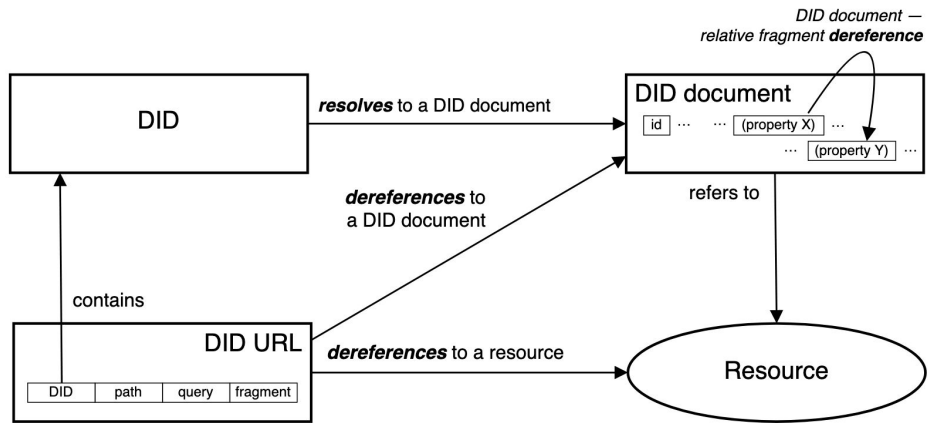 DID document —
relative fragment dereference
DID
resolves to a DID document
DID document
id ... ... (property X) ...
... (property Y) ...
dereferences to
a DID document
refers to
contains
DID URL
DID path query fragment
dereferences to a resource
Resource